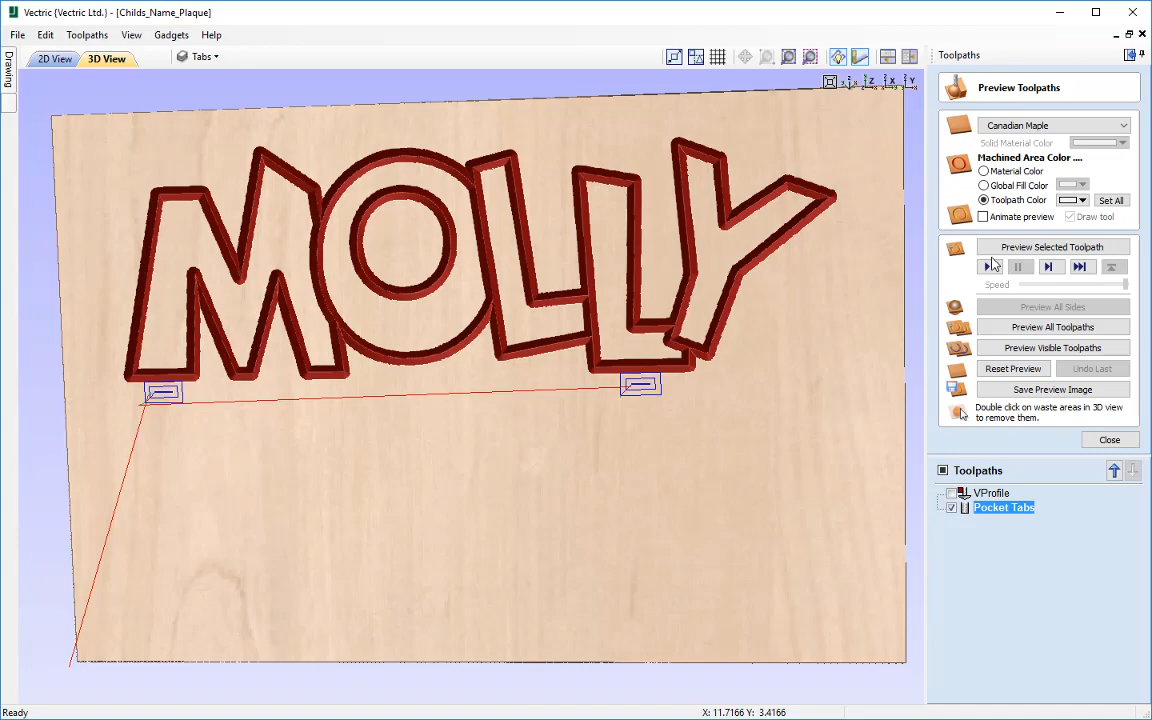 Vectric {Vectric Ltd.} - [Childs_Name_Plaque]
File Edit Toolpaths View Gadgets Help
Drawing
2D View 3D View Tabs
Z X Y
MOLLY
Toolpaths
Preview Toolpaths
Canadian Maple
Solid Material Color
Machined Area Color ....
Material Color
Global Fill Color
Toolpath Color Set All
Animate preview Draw tool
Preview Selected Toolpath
Speed
Preview All Sides
Preview All Toolpaths
Preview Visible Toolpaths
Reset Preview Undo Last
Save Preview Image
Double click on waste areas in 3D view
to remove them.
Close
Toolpaths
VProfile
Pocket Tabs
Ready X: 11.7166 Y: 3.4166